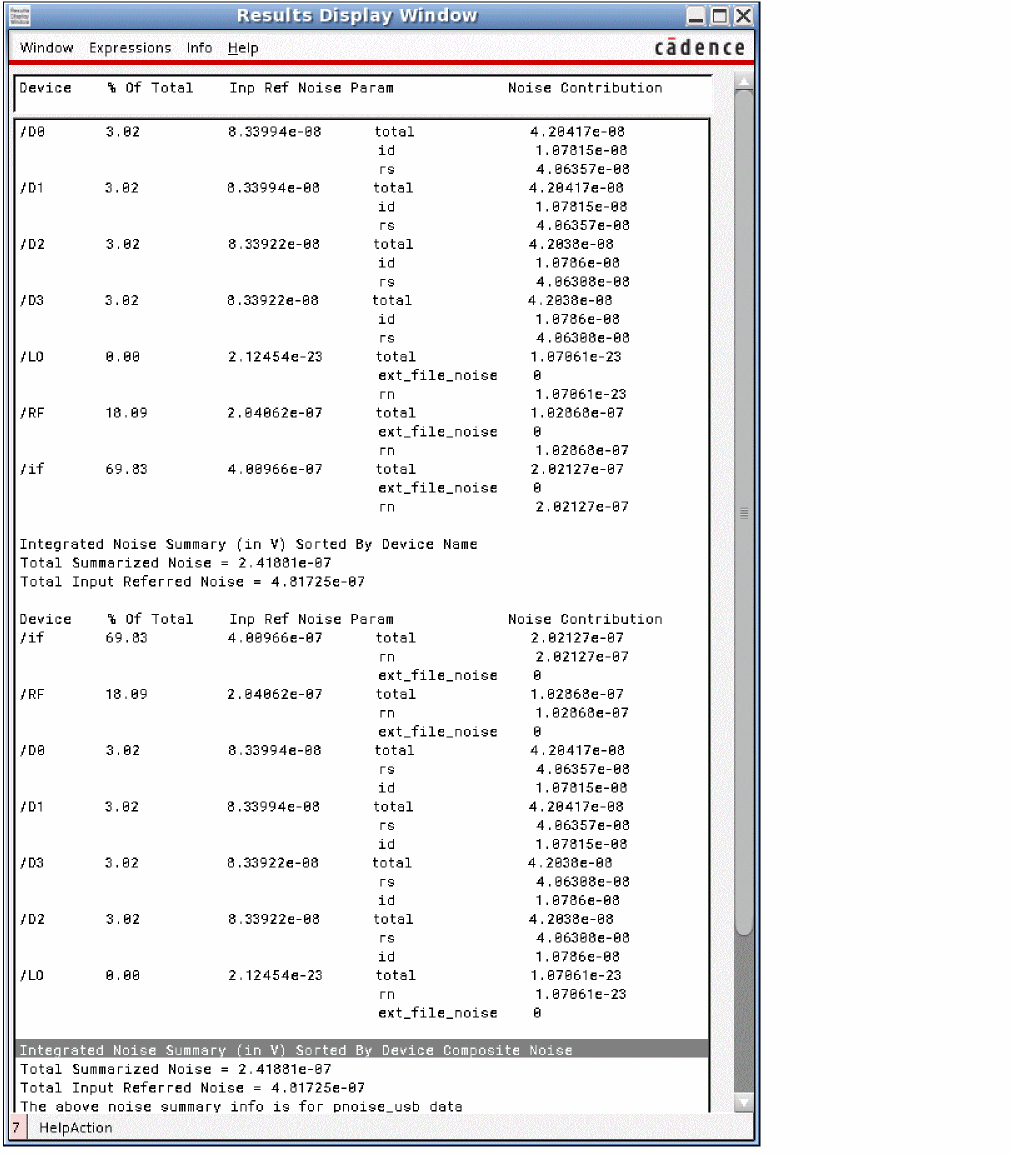 Results Display Window
Window Expressions Info Help cādence
Device % Of Total Inp Ref Noise Param Noise Contribution
/D0 3.02 8.33994e-08 total 4.20417e-08
id 1.07815e-08
rs 4.06357e-08
/D1 3.02 8.33994e-08 total 4.20417e-08
id 1.07815e-08
rs 4.06357e-08
/D2 3.02 8.33922e-08 total 4.2038e-08
id 1.0786e-08
rs 4.06308e-08
/D3 3.02 8.33922e-08 total 4.2038e-08
id 1.0786e-08
rs 4.06308e-08
/LO 0.00 2.12454e-23 total 1.07061e-23
ext_file_noise 0
rn 1.07061e-23
/RF 18.09 2.04062e-07 total 1.02868e-07
ext_file_noise 0
rn 1.02868e-07
/if 69.83 4.00966e-07 total 2.02127e-07
ext_file_noise 0
rn 2.02127e-07
Integrated Noise Summary (in V) Sorted By Device Name
Total Summarized Noise = 2.41881e-07
Total Input Referred Noise = 4.81725e-07
Device % Of Total Inp Ref Noise Param Noise Contribution
/if 69.83 4.00966e-07 total 2.02127e-07
rn 2.02127e-07
ext_file_noise 0
/RF 18.09 2.04062e-07 total 1.02868e-07
rn 1.02868e-07
ext_file_noise 0
/D0 3.02 8.33994e-08 total 4.20417e-08
rs 4.06357e-08
id 1.07815e-08
/D1 3.02 8.33994e-08 total 4.20417e-08
rs 4.06357e-08
id 1.07815e-08
/D3 3.02 8.33922e-08 total 4.2038e-08
rs 4.06308e-08
id 1.0786e-08
/D2 3.02 8.33922e-08 total 4.2038e-08
rs 4.06308e-08
id 1.0786e-08
/LO 0.00 2.12454e-23 total 1.07061e-23
rn 1.07061e-23
ext_file_noise 0
Integrated Noise Summary (in V) Sorted By Device Composite Noise
Total Summarized Noise = 2.41881e-07
Total Input Referred Noise = 4.81725e-07
The above noise summary info is for pnoise_usb data
7 HelpAction